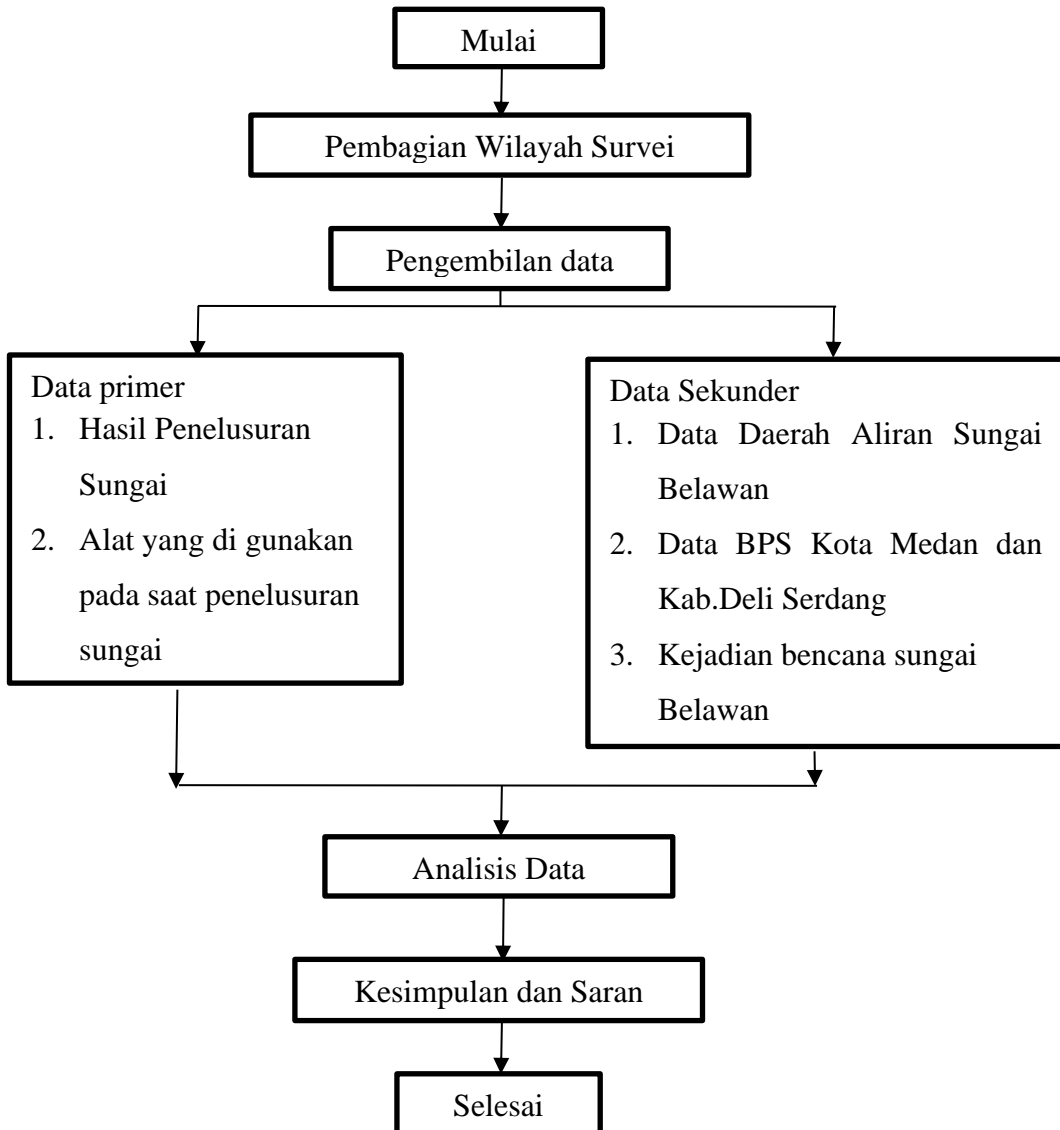 Mulai
Pembagian Wilayah Survei
Pengembilan data
Data primer
1. Hasil Penelusuran
Sungai
2. Alat yang di gunakan
pada saat penelusuran
sungai
Data Sekunder
1. Data Daerah Aliran Sungai
Belawan
2. Data BPS Kota Medan dan
Kab.Deli Serdang
3. Kejadian bencana sungai
Belawan
Analisis Data
Kesimpulan dan Saran
Selesai